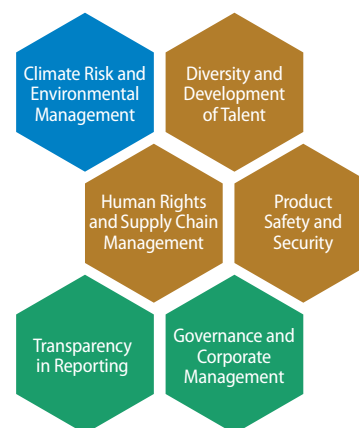 Climate Risk and
Environmental
Management
Diversity and
Development
of Talent
Human Rights
and Supply Chain
Management
Product
Safety and
Security
Transparency
in Reporting
Governance and
Corporate
Management